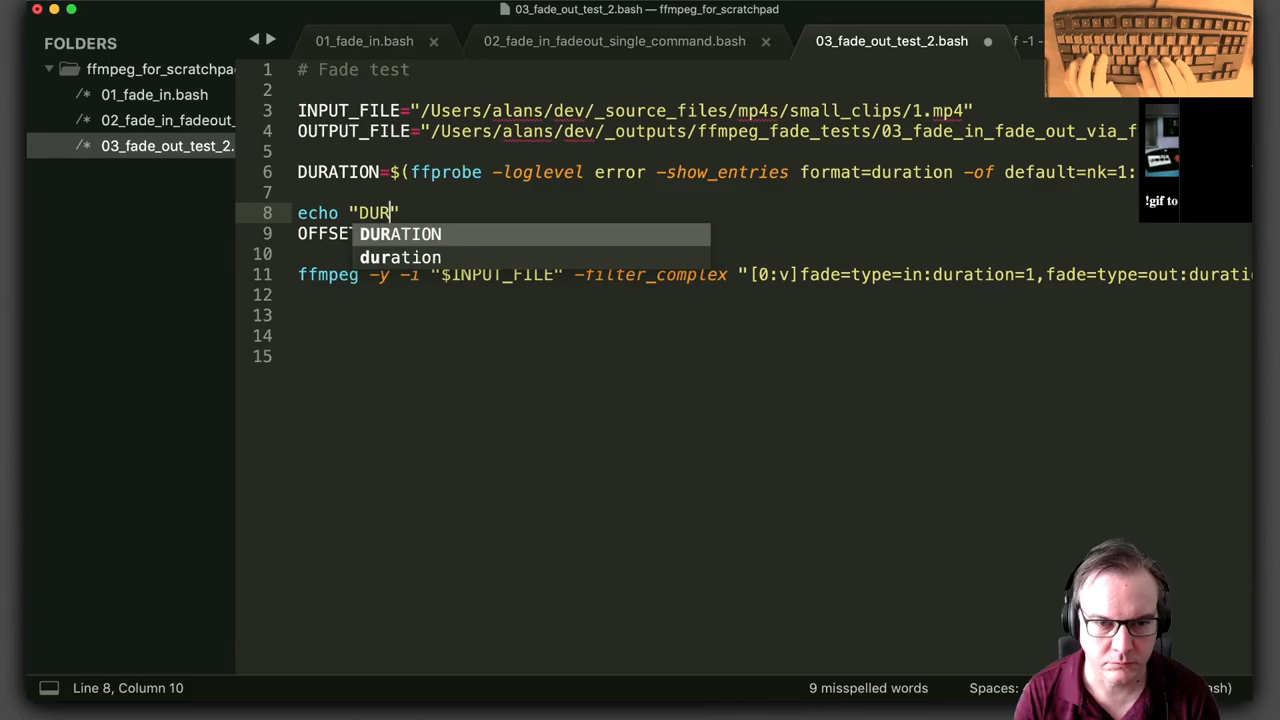 03_fade_out_test_2.bash — ffmpeg_for_scratchpad
FOLDERS
ffmpeg_for_scratchpa
/* 01_fade_in.bash
/* 02_fade_in_fadeout_
/* 03_fade_out_test_2.
01_fade_in.bash
02_fade_in_fadeout_single_command.bash
03_fade_out_test_2.bash
f -1 -
1 # Fade test
2
3 INPUT_FILE="/Users/alans/dev/_source_files/mp4s/small_clips/1.mp4"
4 OUTPUT_FILE="/Users/alans/dev/_outputs/ffmpeg_fade_tests/03_fade_in_fade_out_via_f
5
6 DURATION=$(ffprobe -loglevel error -show_entries format=duration -of default=nk=1:
7
8 echo "DUR"
DURATION
duration
9 OFFSE
10
11 ffmpeg -y -i "$INPUT_FILE" -filter_complex "[0:v]fade=type=in:duration=1,fade=type=out:duratio
12
13
14
15
!gif to
Line 8, Column 10
9 misspelled words
Spaces:
sh)